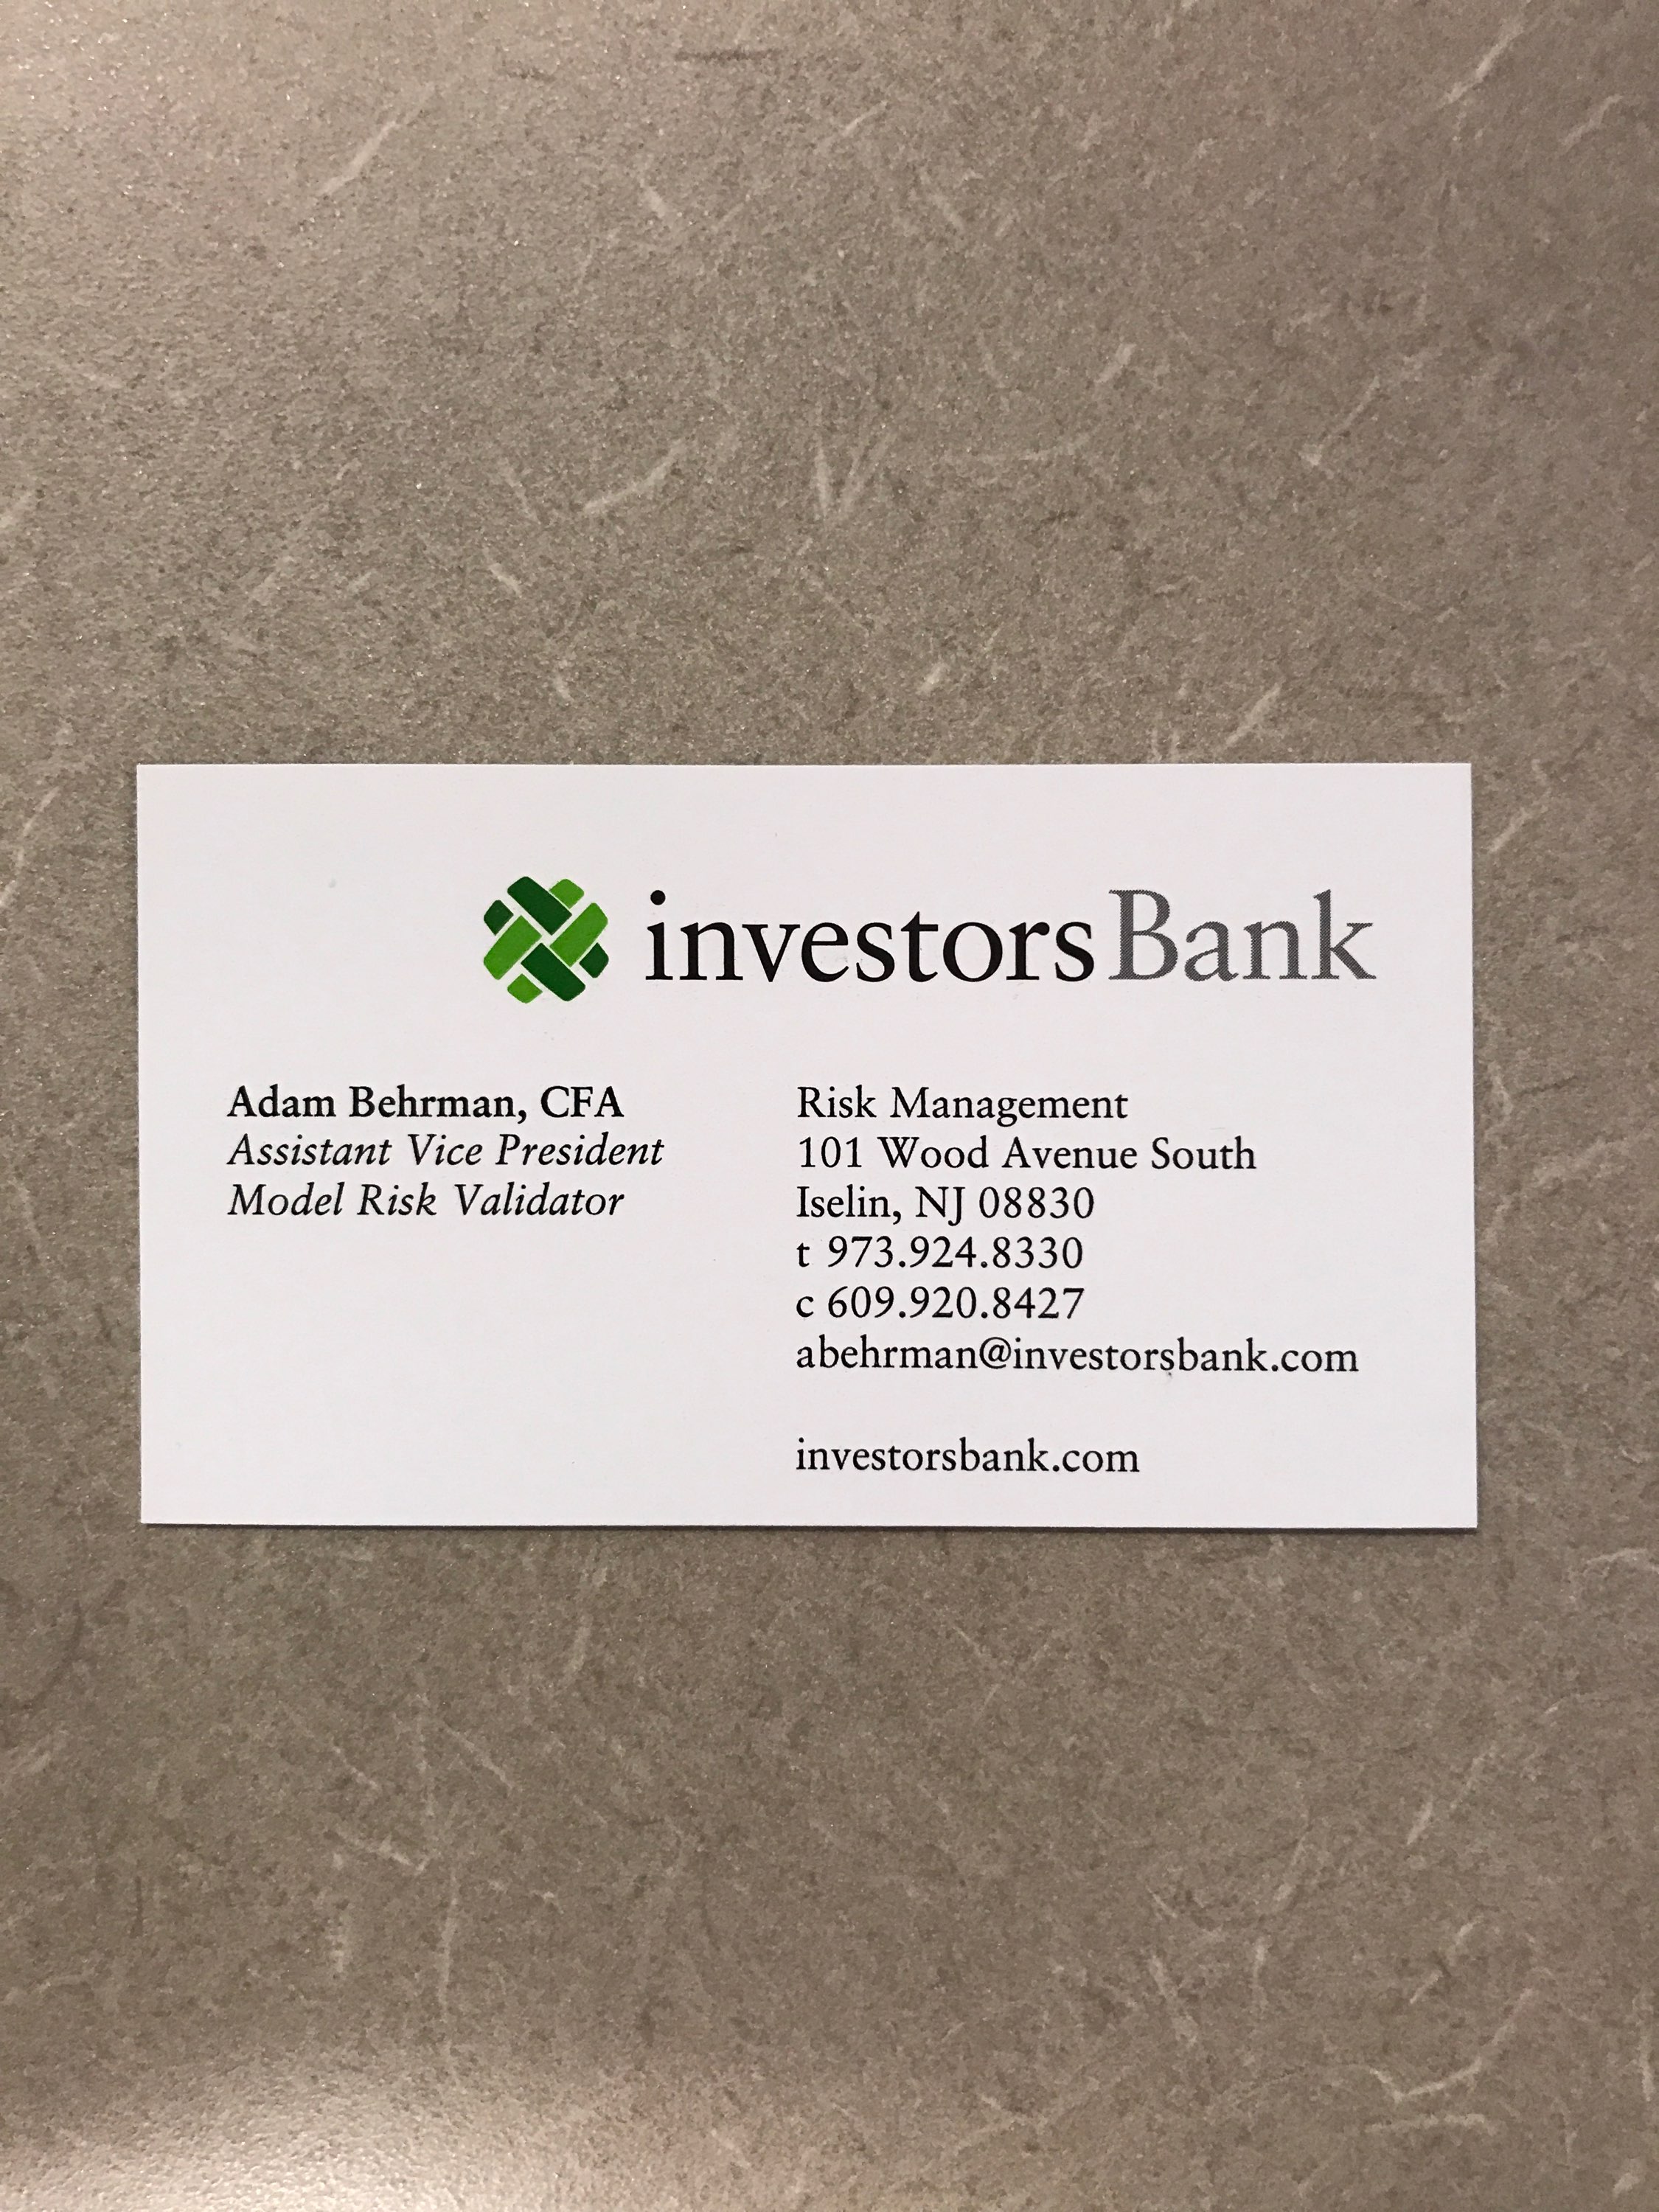 investorsBank
Adam Behrman, CFA
Assistant Vice President
Model Risk Validator
Risk Management
101 Wood Avenue South
Iselin, NJ 08830
t 973.924.8330
c 609.920.8427
abehrman@investorsbank.com
investorsbank.com